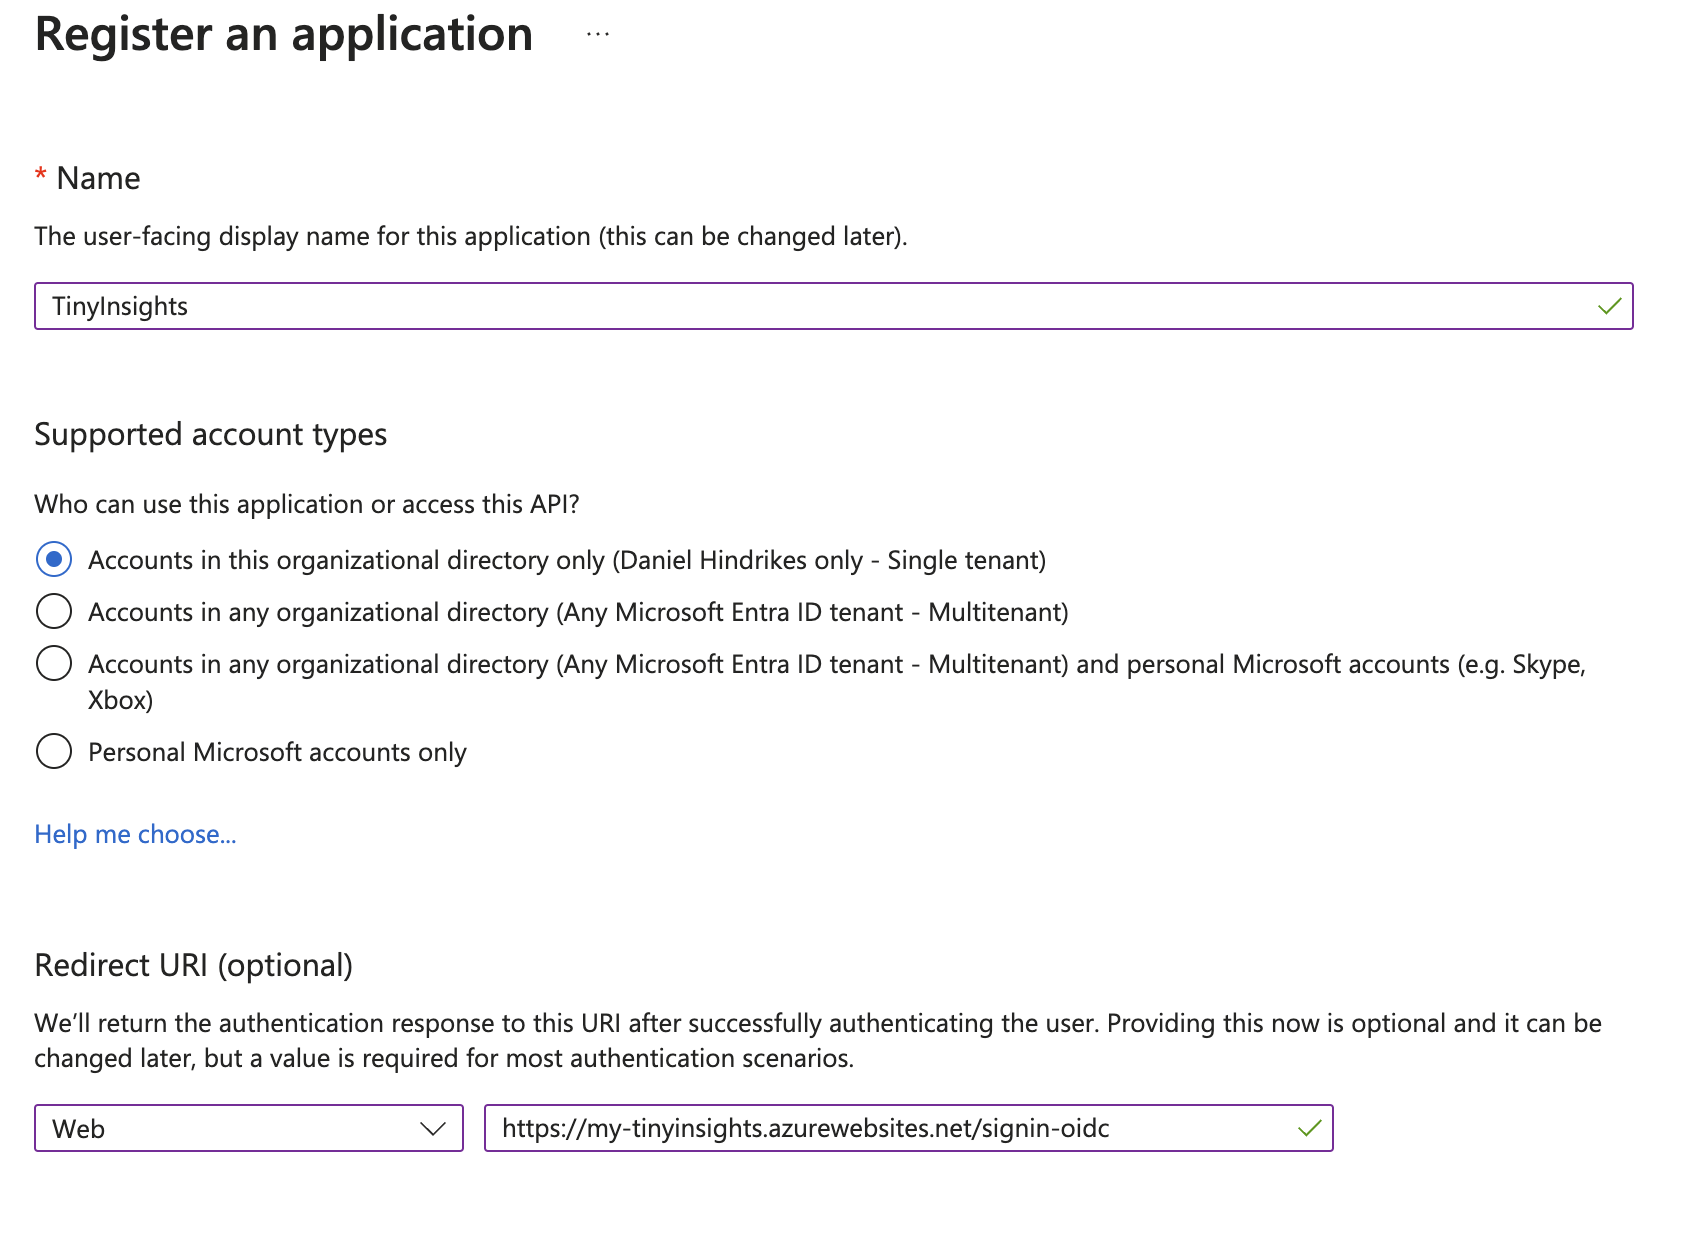 Register an application ...
* Name
The user-facing display name for this application (this can be changed later).
TinyInsights
Supported account types
Who can use this application or access this API?
Accounts in this organizational directory only (Daniel Hindrikes only - Single tenant)
Accounts in any organizational directory (Any Microsoft Entra ID tenant - Multitenant)
Accounts in any organizational directory (Any Microsoft Entra ID tenant - Multitenant) and personal Microsoft accounts (e.g. Skype,
Xbox)
Personal Microsoft accounts only
Help me choose...
Redirect URI (optional)
We’ll return the authentication response to this URI after successfully authenticating the user. Providing this now is optional and it can be
changed later, but a value is required for most authentication scenarios.
Web https://my-tinyinsights.azurewebsites.net/signin-oidc